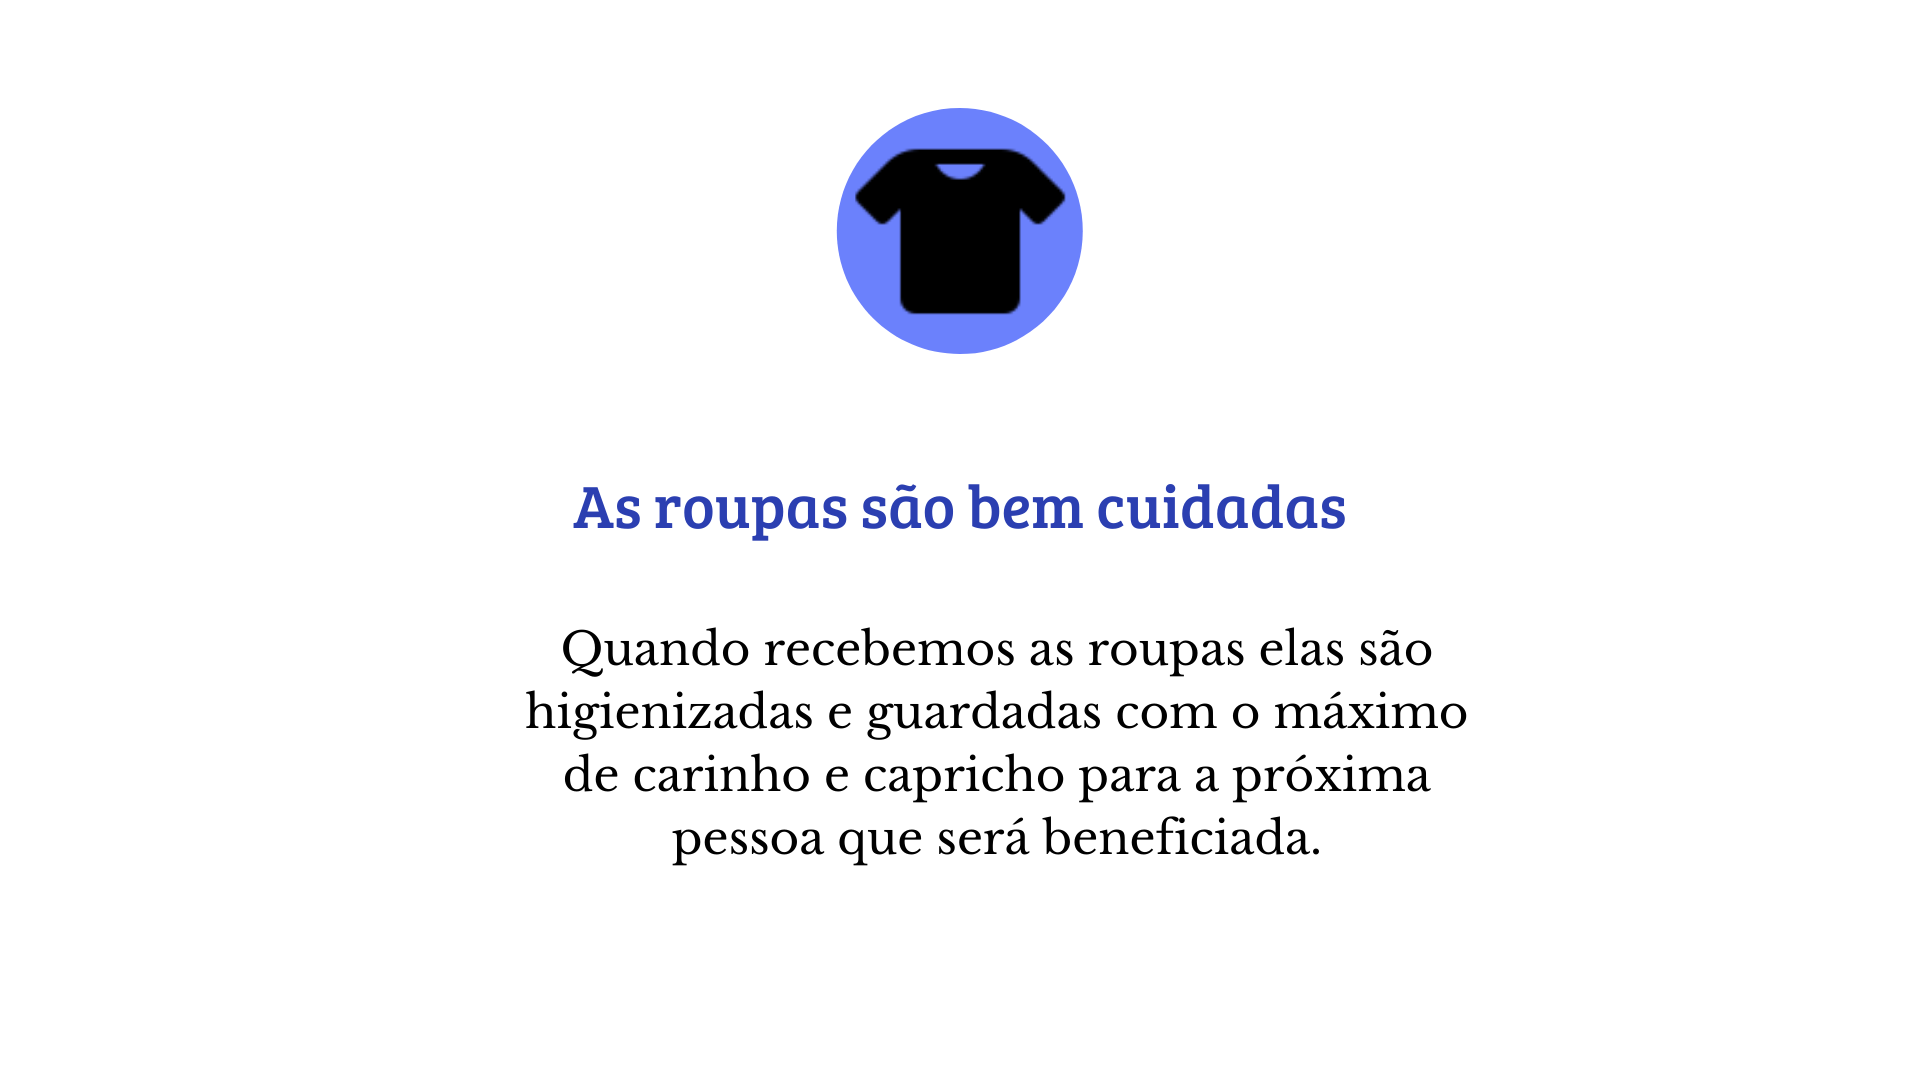 As roupas são bem cuidadas
Quando recebemos as roupas elas são
higienizadas e guardadas com o máximo
de carinho e capricho para a próxima
pessoa que será beneficiada.